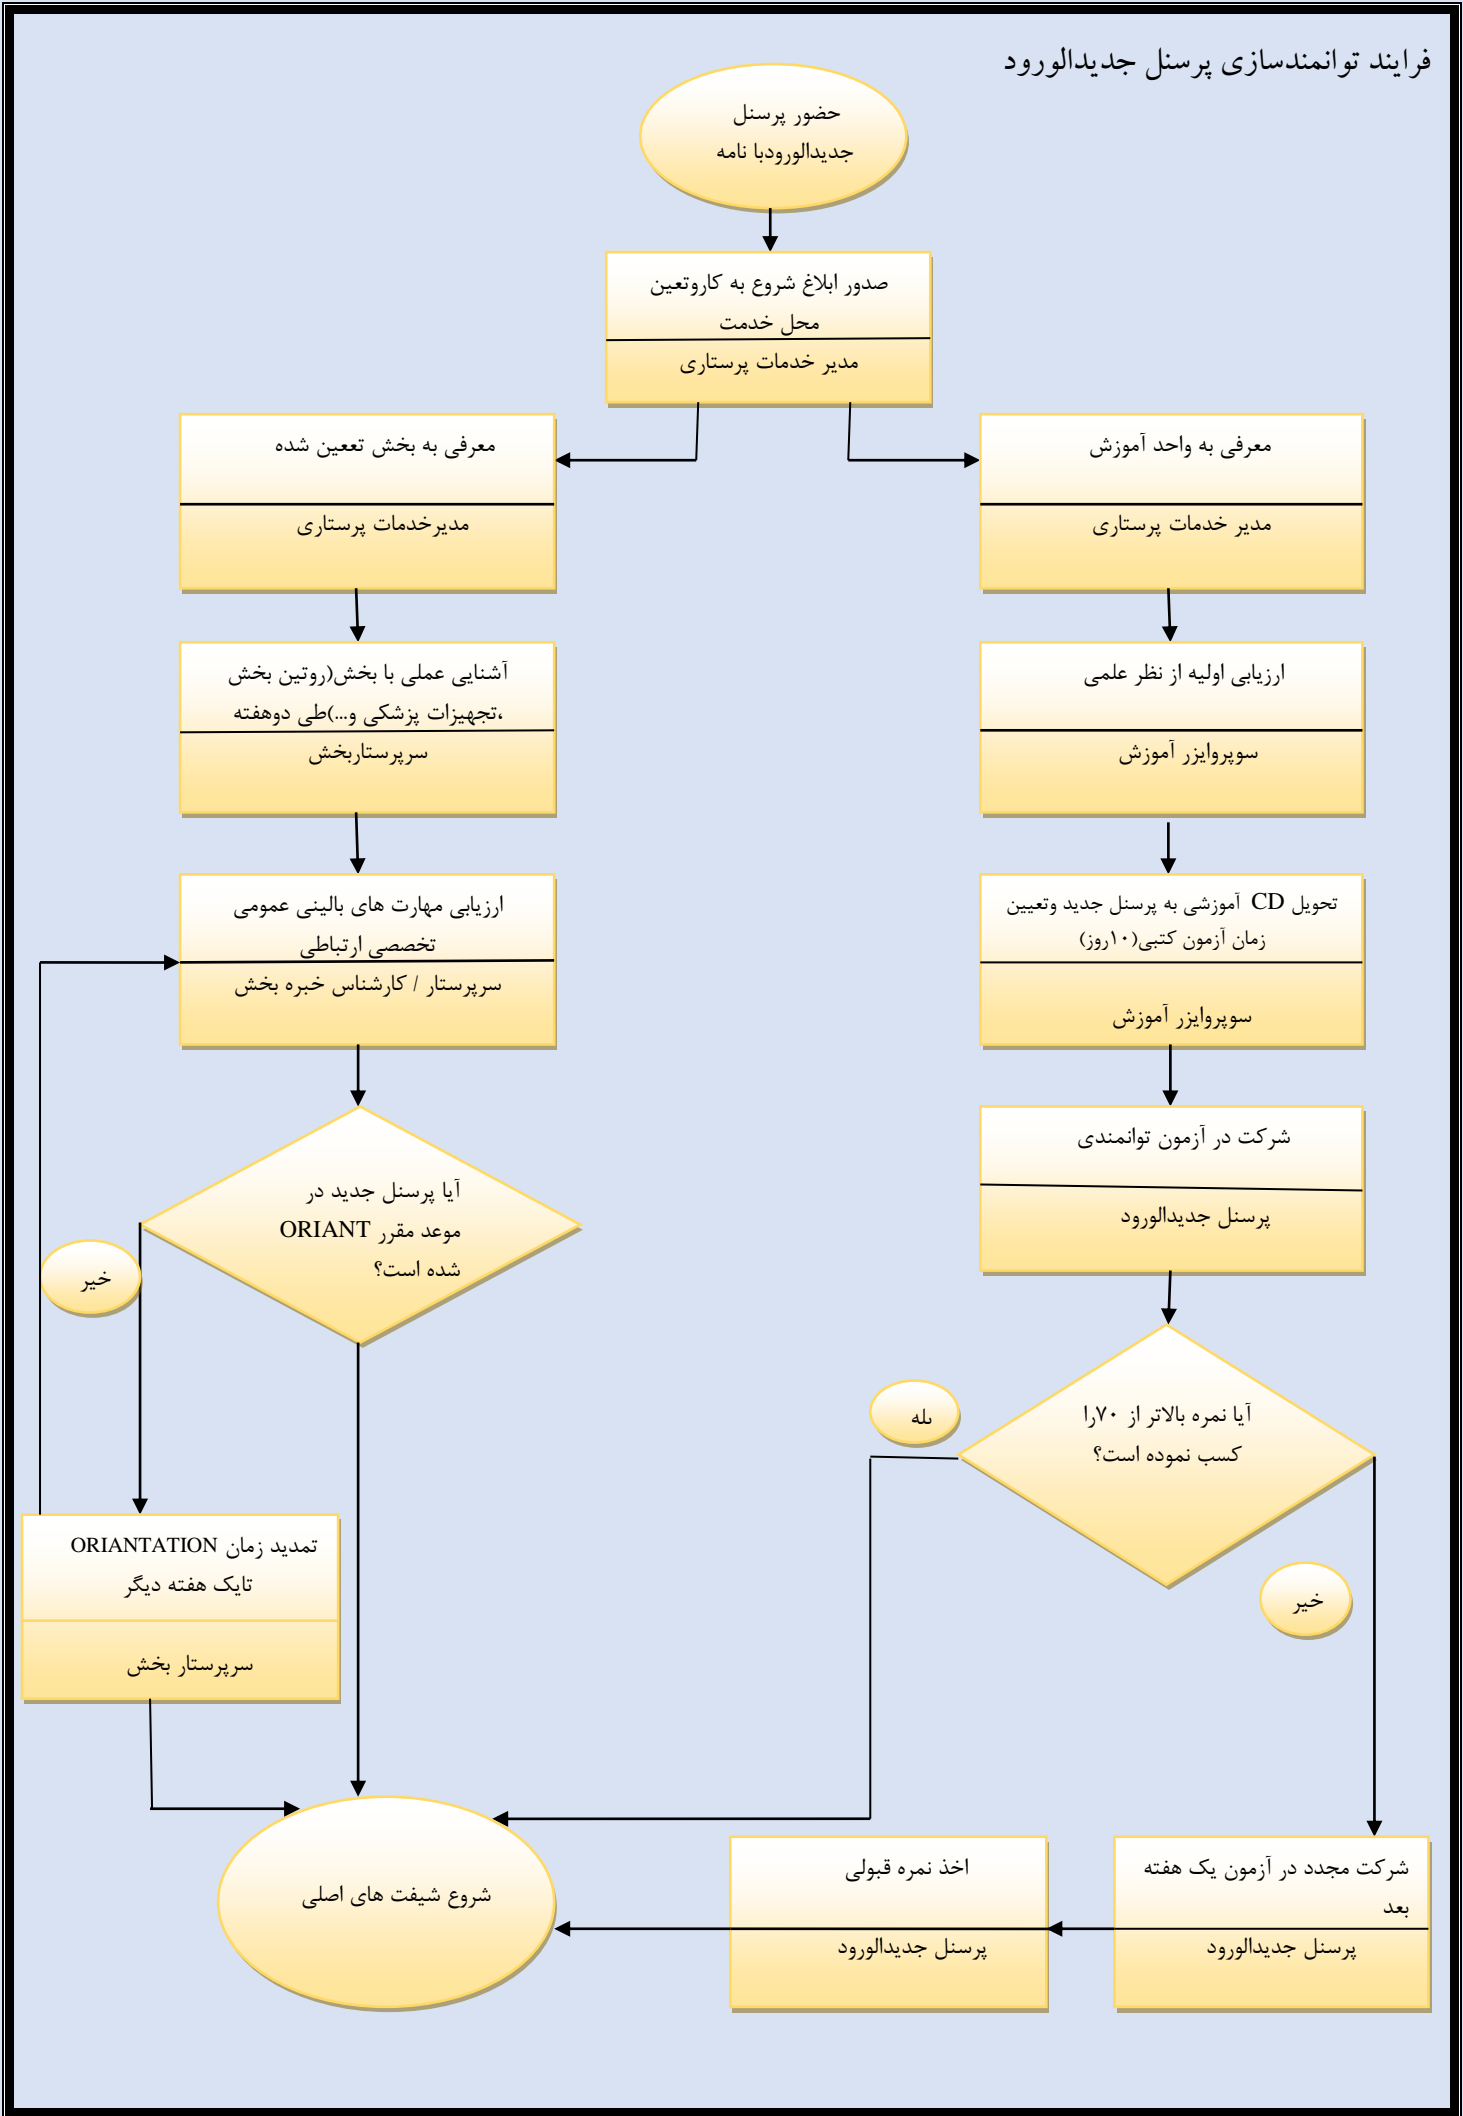 فرایند توانمندسازی پرسنل جدیدالورود
حضور پرسنل
جدیدالورودبا نامه
صدور ابلاغ شروع به کاروتعین
محل خدمت
مدیر خدمات پرستاری
معرفی به واحد آموزش
مدیر خدمات پرستاری
معرفی به بخش تععین شده
مدیرخدمات پرستاری
ارزیابی اولیه از نظر علمی
سوپروایزر آموزش
آشنایی عملی با بخش(روتین بخش
،تجهیزات پزشکی و...)طی دوهفته
سرپرستاربخش
تحویل CD آموزشی به پرسنل جدید وتعیین
زمان آزمون کتبی(۱۰روز)
سوپروایزر آموزش
ارزیابی مهارت های بالینی عمومی
تخصصی ارتباطی
سرپرستار / کارشناس خبره بخش
شرکت در آزمون توانمندی
پرسنل جدیدالورود
آیا پرسنل جدید در
موعد مقرر ORIANT
شده است؟
خیر
آیا نمره بالاتر از ۷۰را
کسب نموده است؟
بله
خیر
تمدید زمان ORIANTATION
تایک هفته دیگر
سرپرستار بخش
شرکت مجدد در آزمون یک هفته
بعد
پرسنل جدیدالورود
اخذ نمره قبولی
پرسنل جدیدالورود
شروع شیفت های اصلی